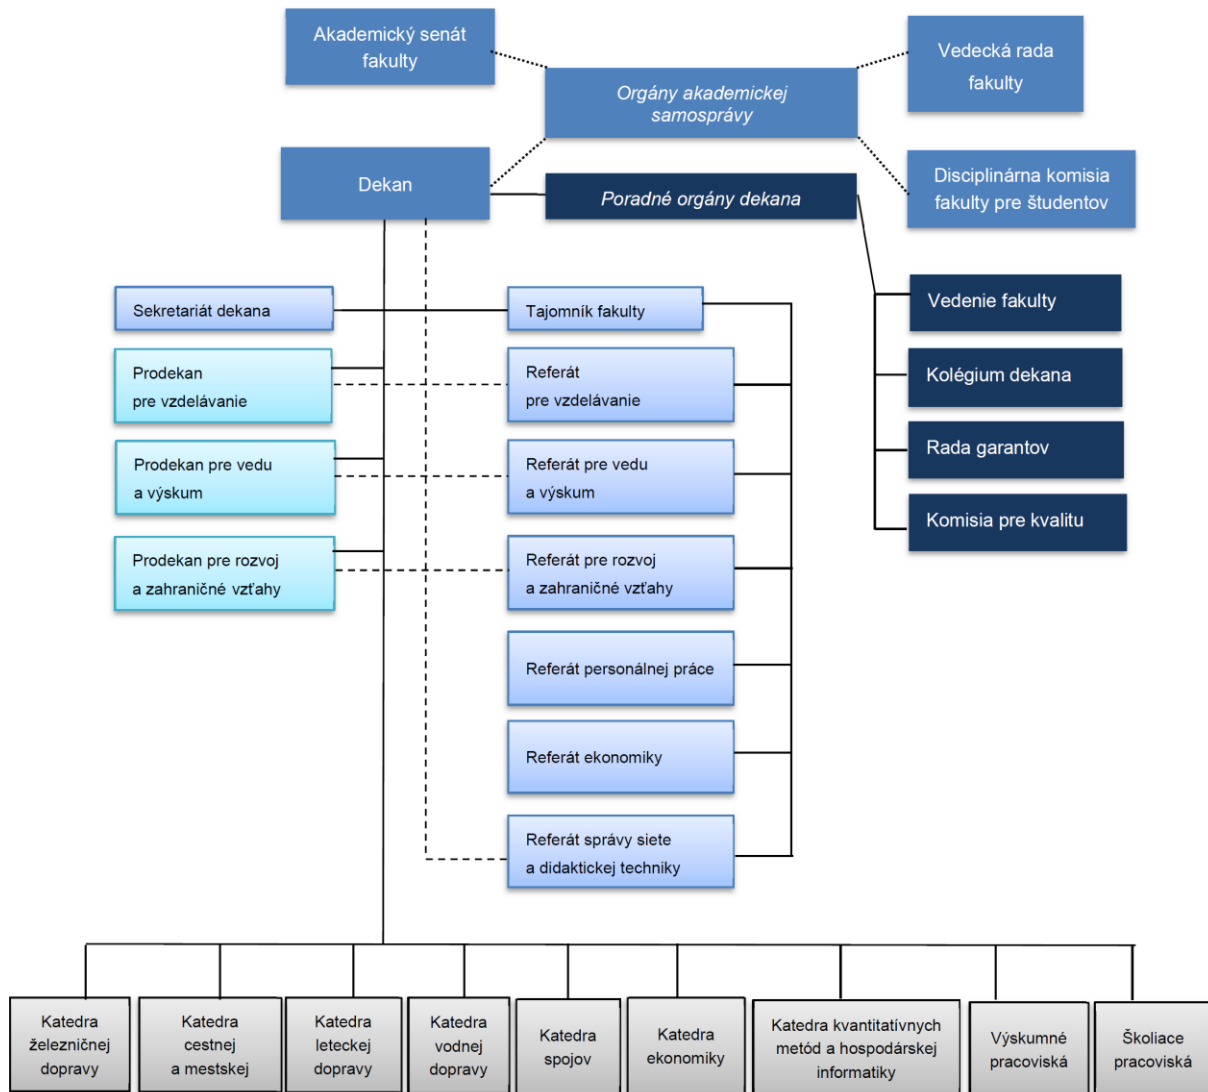 Akademický senát
fakulty
Vedecká rada
fakulty
Orgány akademickej
samosprávy
Dekan
Disciplinárna komisia
fakulty pre študentov
Poradné orgány dekana
Sekretariát dekana
Tajomník fakulty
Vedenie fakulty
Prodekan
pre vzdelávanie
Referát
pre vzdelávanie
Kolégium dekana
Prodekan pre vedu
a výskum
Referát pre vedu
a výskum
Rada garantov
Komisia pre kvalitu
Prodekan pre rozvoj
a zahraničné vzťahy
Referát pre rozvoj
a zahraničné vzťahy
Referát personálnej práce
Referát ekonomiky
Referát správy siete
a didaktickej techniky
Katedra
železničnej
dopravy
Katedra
cestnej
a mestskej
Katedra
leteckej
dopravy
Katedra
vodnej
dopravy
Katedra
spojov
Katedra
ekonomiky
Katedra kvantitatívnych
metód a hospodárskej
informatiky
Výskumné
pracoviská
Školiace
pracoviská